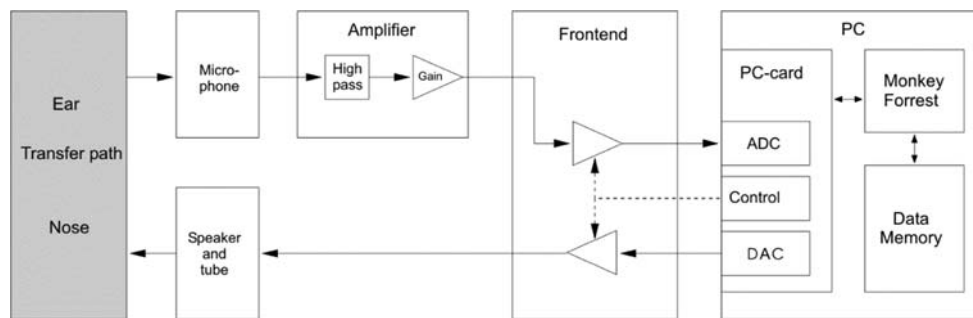 Ear
Transfer path
Nose
Micro-
phone
Speaker
and
tube
Amplifier
High
pass
Gain
Frontend
PC
PC-card
ADC
Control
DAC
Monkey
Forrest
Data
Memory